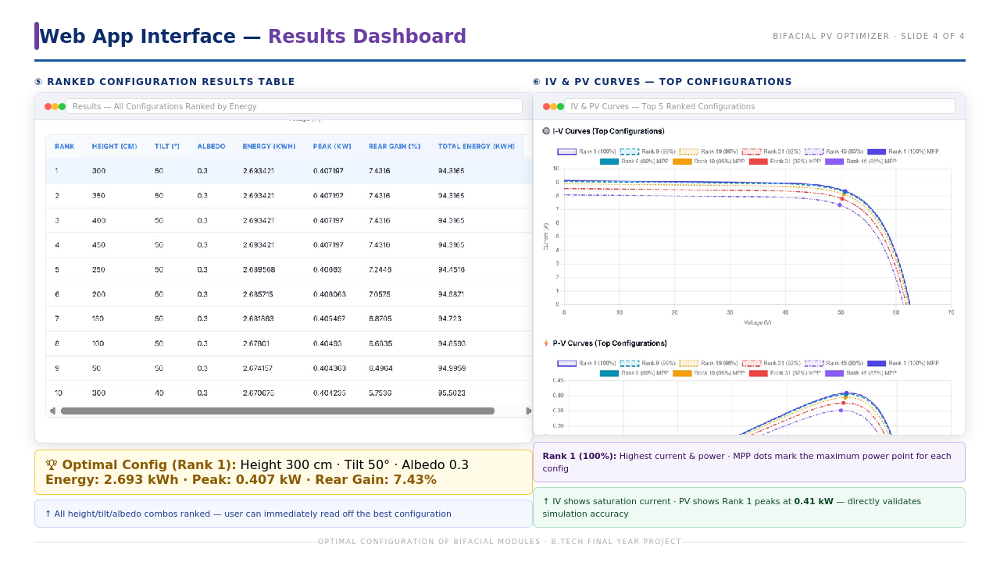 Web App Interface — Results Dashboard
BIFACIAL PV OPTIMIZER · SLIDE 4 OF 4
⑤ RANKED CONFIGURATION RESULTS TABLE
Results — All Configurations Ranked by Energy
RANK HEIGHT (CM) TILT (°) ALBEDO ENERGY (KWH) PEAK (KW) REAR GAIN (%) TOTAL ENERGY (KWH)
1 300 50 0.3 2.693421 0.407197 7.4316 94.3165
2 350 50 0.3 2.693421 0.407197 7.4316 94.3165
3 400 50 0.3 2.693421 0.407197 7.4316 94.3165
4 450 50 0.3 2.693421 0.407197 7.4316 94.3165
5 250 50 0.3 2.689568 0.40663 7.2446 94.4516
6 200 50 0.3 2.685715 0.406063 7.0575 94.5871
7 150 50 0.3 2.681863 0.405497 6.8705 94.723
8 100 50 0.3 2.67801 0.40493 6.6835 94.8593
9 50 50 0.3 2.674157 0.404363 6.4964 94.9959
10 300 40 0.3 2.670675 0.404235 5.7536 95.5623
🏆 Optimal Config (Rank 1): Height 300 cm · Tilt 50° · Albedo 0.3
Energy: 2.693 kWh · Peak: 0.407 kW · Rear Gain: 7.43%
↑ All height/tilt/albedo combos ranked — user can immediately read off the best configuration
⑥ IV & PV CURVES — TOP CONFIGURATIONS
IV & PV Curves — Top 5 Ranked Configurations
I-V Curves (Top Configurations)
Rank 1 (100%) Rank 9 (99%) Rank 19 (96%) Rank 31 (92%) Rank 45 (85%) Rank 1 (100%) MPP
Rank 9 (99%) MPP Rank 19 (96%) MPP Rank 31 (92%) MPP Rank 45 (85%) MPP
10
9
8
7
6
5
4
3
2
1
0
Current (A)
0 10 20 30 40 50 60 70
Voltage (V)
⚡ P-V Curves (Top Configurations)
Rank 1 (100%) Rank 9 (99%) Rank 19 (96%) Rank 31 (92%) Rank 45 (85%) Rank 1 (100%) MPP
Rank 9 (99%) MPP Rank 19 (96%) MPP Rank 31 (92%) MPP Rank 45 (85%) MPP
0.45
0.40
0.35
0.30
Rank 1 (100%): Highest current & power · MPP dots mark the maximum power point for each
config
↑ IV shows saturation current · PV shows Rank 1 peaks at 0.41 kW — directly validates
simulation accuracy
OPTIMAL CONFIGURATION OF BIFACIAL MODULES · B.TECH FINAL YEAR PROJECT